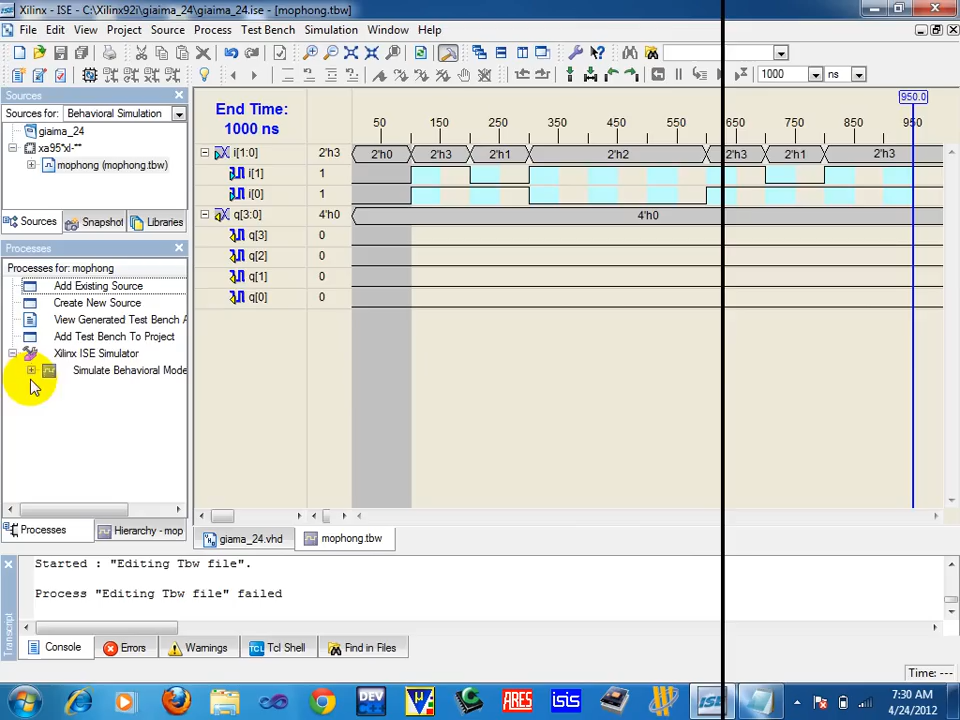 Xilinx - ISE - C:\Xilinx92i\giaima_24\giaima_24.ise - [mophong.tbw]
File Edit View Project Source Process Test Bench Simulation Window Help
1000 ns
Sources
Sources for: Behavioral Simulation
giaima_24
xa95*xl-**
mophong (mophong.tbw)
Sources Snapshot Libraries
Processes
Processes for: mophong
Add Existing Source
Create New Source
View Generated Test Bench A
Add Test Bench To Project
Xilinx ISE Simulator
Simulate Behavioral Mode
Processes Hierarchy - mop
End Time:
1000 ns
950.0
50 150 250 350 450 550 650 750 850 950
i[1:0] 2'h3 2'h0 2'h3 2'h1 2'h2 2'h3 2'h1 2'h3
i[1] 1
i[0] 1
q[3:0] 4'h0 4'h0
q[3] 0
q[2] 0
q[1] 0
q[0] 0
giama_24.vhd mophong.tbw
Started : "Editing Tbw file".
Process "Editing Tbw file" failed
Transcript
Console Errors Warnings Tcl Shell Find in Files
TCL
Time: ---
DEV C++
µ
ARES
isis
ISE
7:30 AM
4/24/2012